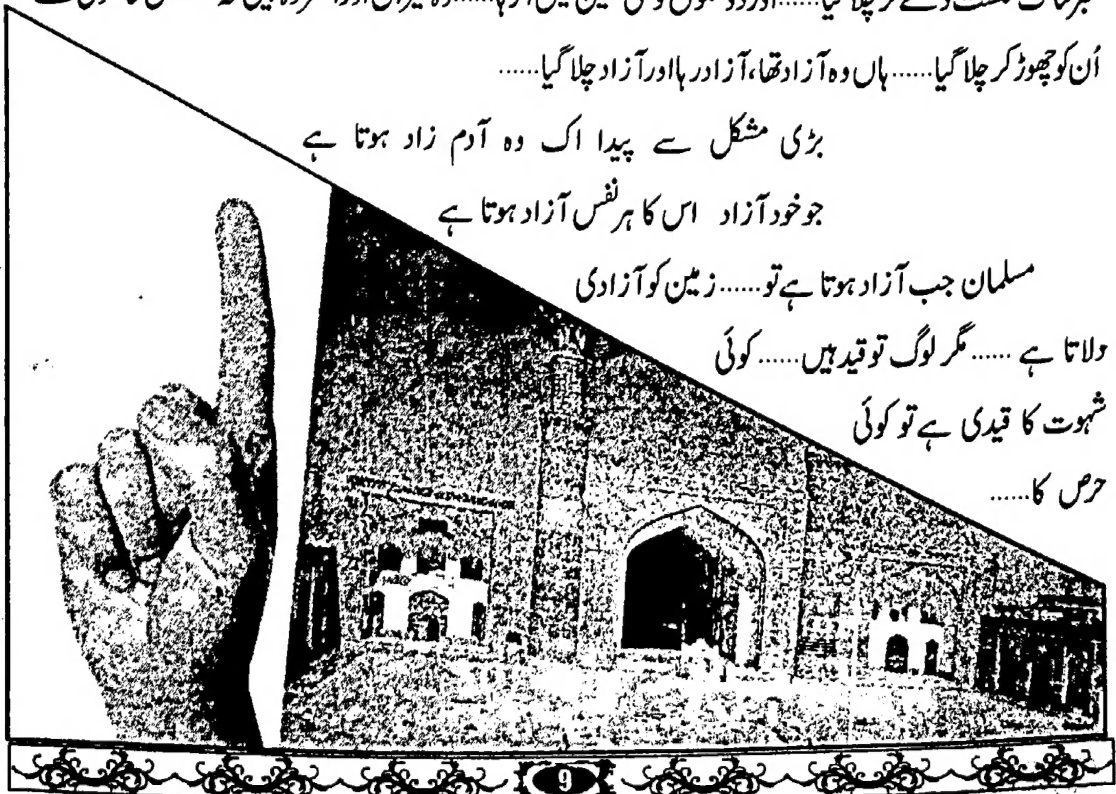 چلا گیا......
اُن کو چھوڑ کر چلا گیا...... ہاں وہ آزاد تھا، آزاد رہا اور آزاد چلا گیا......
بڑی مشکل سے پیدا اک وہ آدم زاد ہوتا ہے
جو خود آزاد اس کا ہر نفس آزاد ہوتا ہے
مسلمان جب آزاد ہوتا ہے تو...... زمین کو آزادی
دلاتا ہے ...... مگر لوگ تو قید ہیں...... کوئی
شہوت کا قیدی ہے تو کوئی
حرص کا......
9